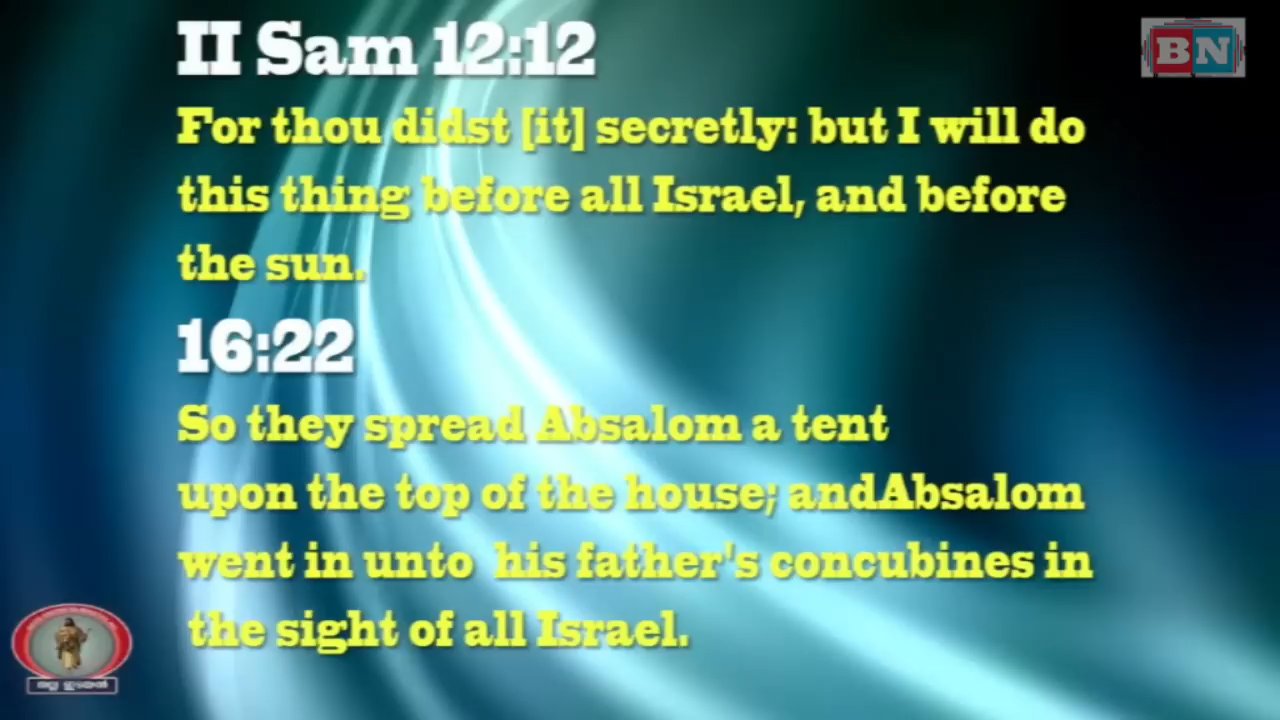 II Sam 12:12
BN
For thou didst [it] secretly: but I will do
this thing before all Israel, and before
the sun.
16:22
So they spread Absalom a tent
upon the top of the house; andAbsalom
went in unto his father's concubines in
the sight of all Israel.